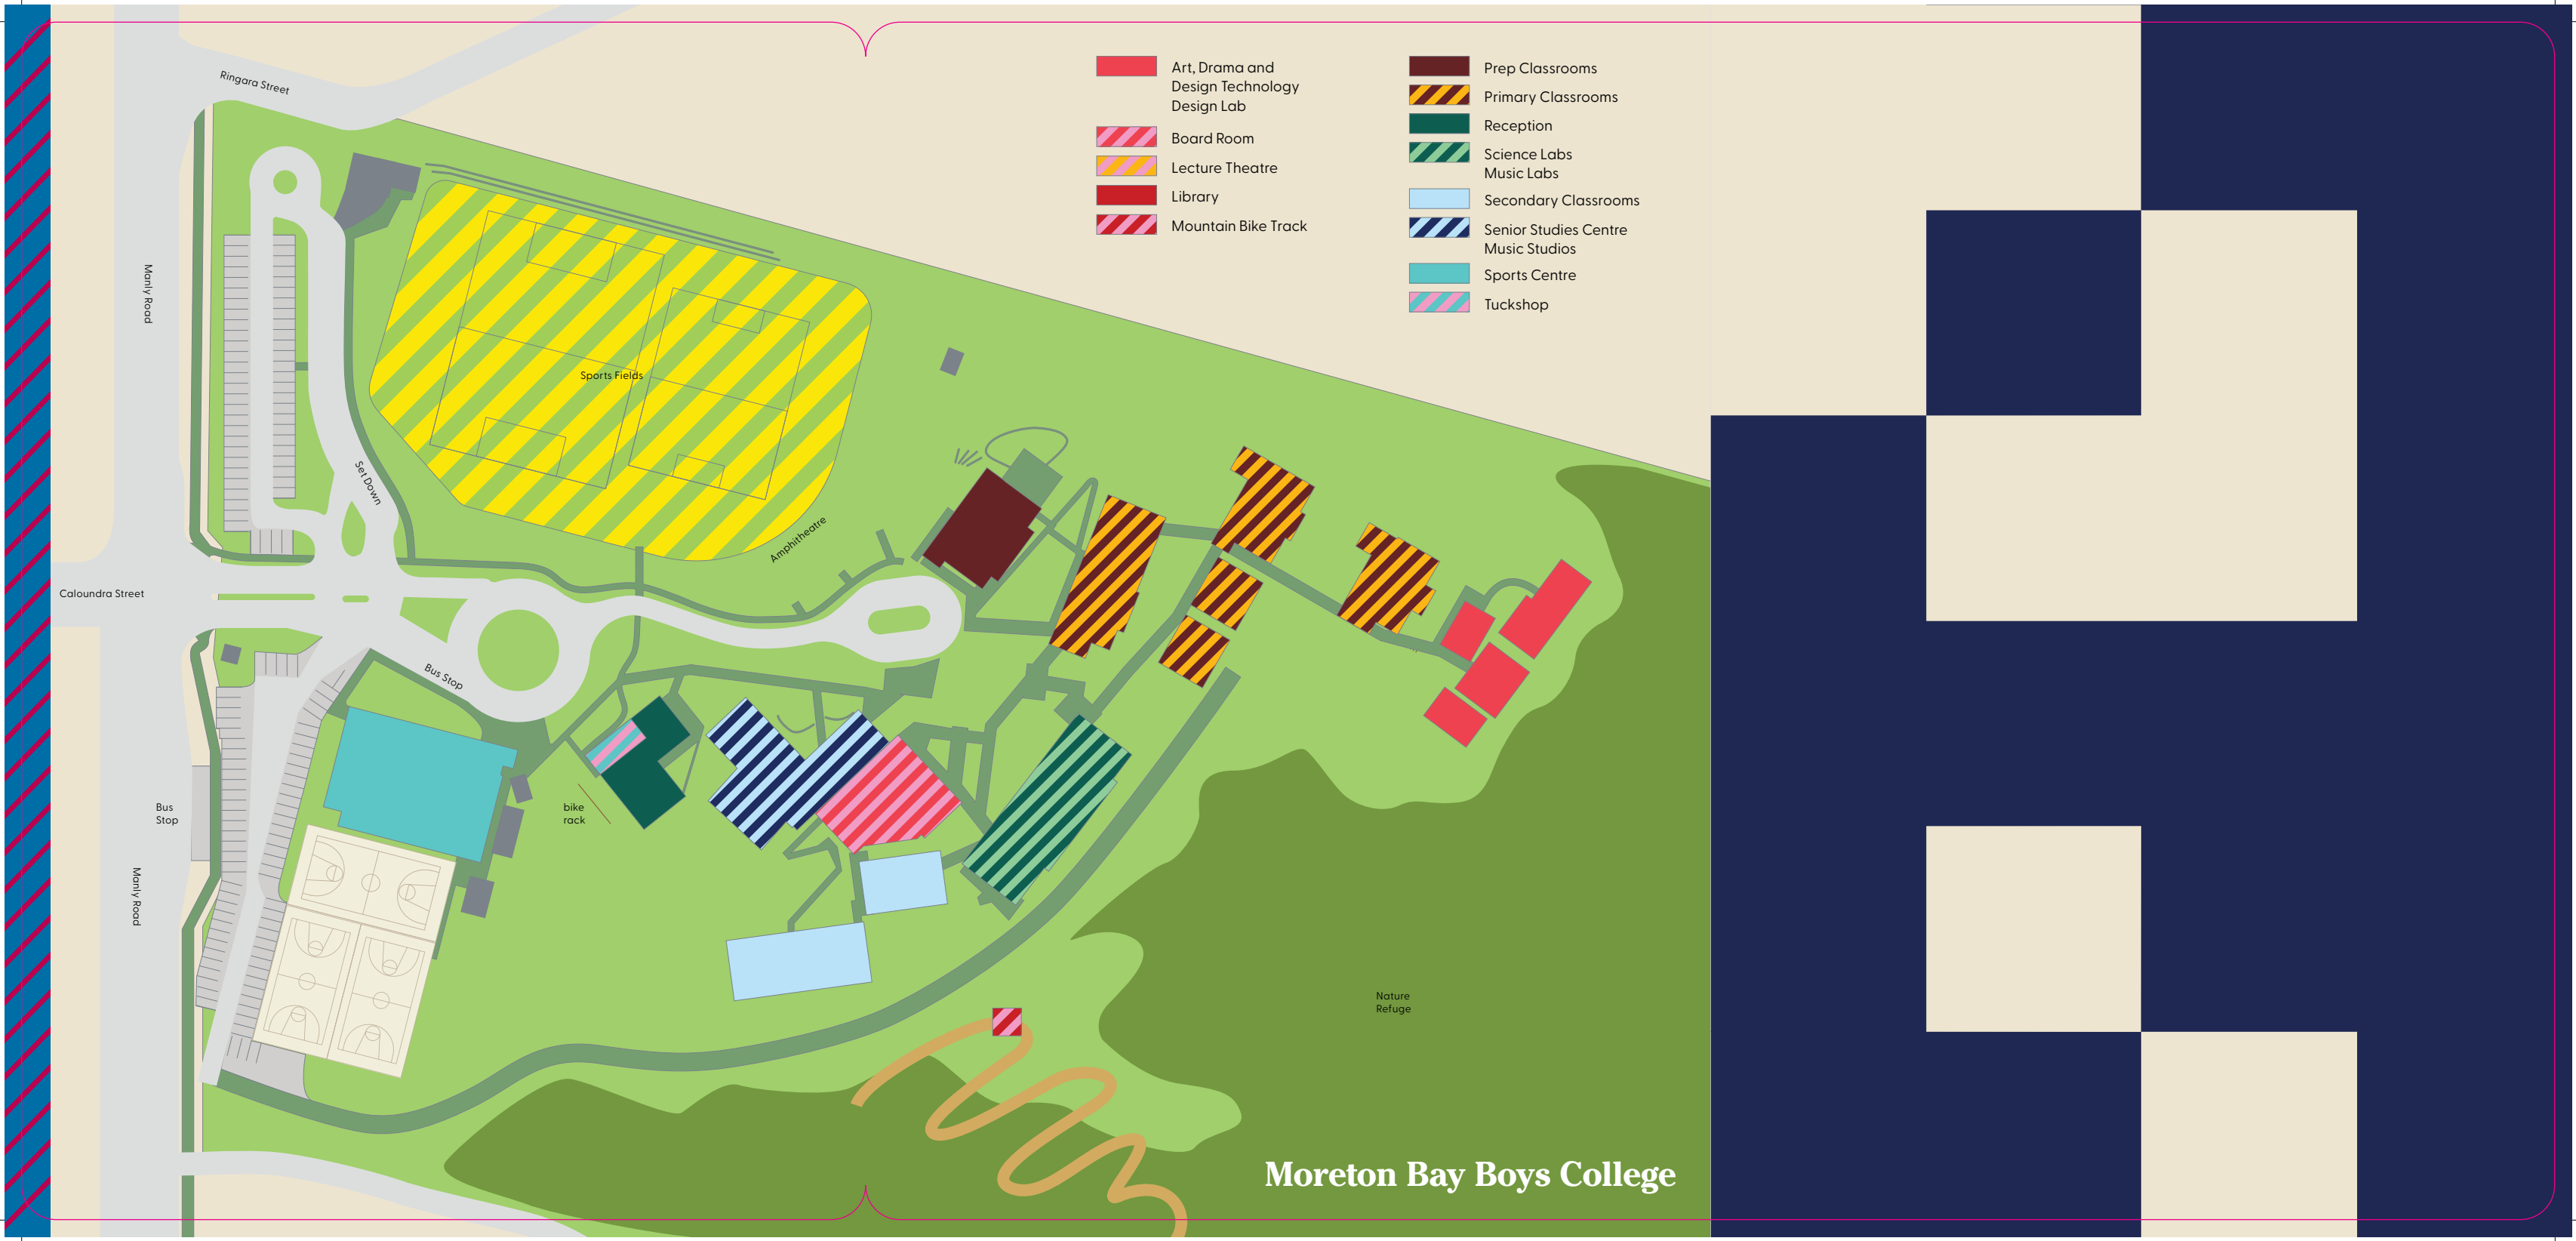 Ringara Street
Manly Road
Set Down
Sports Fields
Amphitheatre
Caloundra Street
Bus Stop
Bus
Stop
bike
rack
Manly Road
Nature
Refuge
Art, Drama and
Design Technology
Design Lab
Board Room
Lecture Theatre
Library
Mountain Bike Track
Prep Classrooms
Primary Classrooms
Reception
Science Labs
Music Labs
Secondary Classrooms
Senior Studies Centre
Music Studios
Sports Centre
Tuckshop
Moreton Bay Boys College